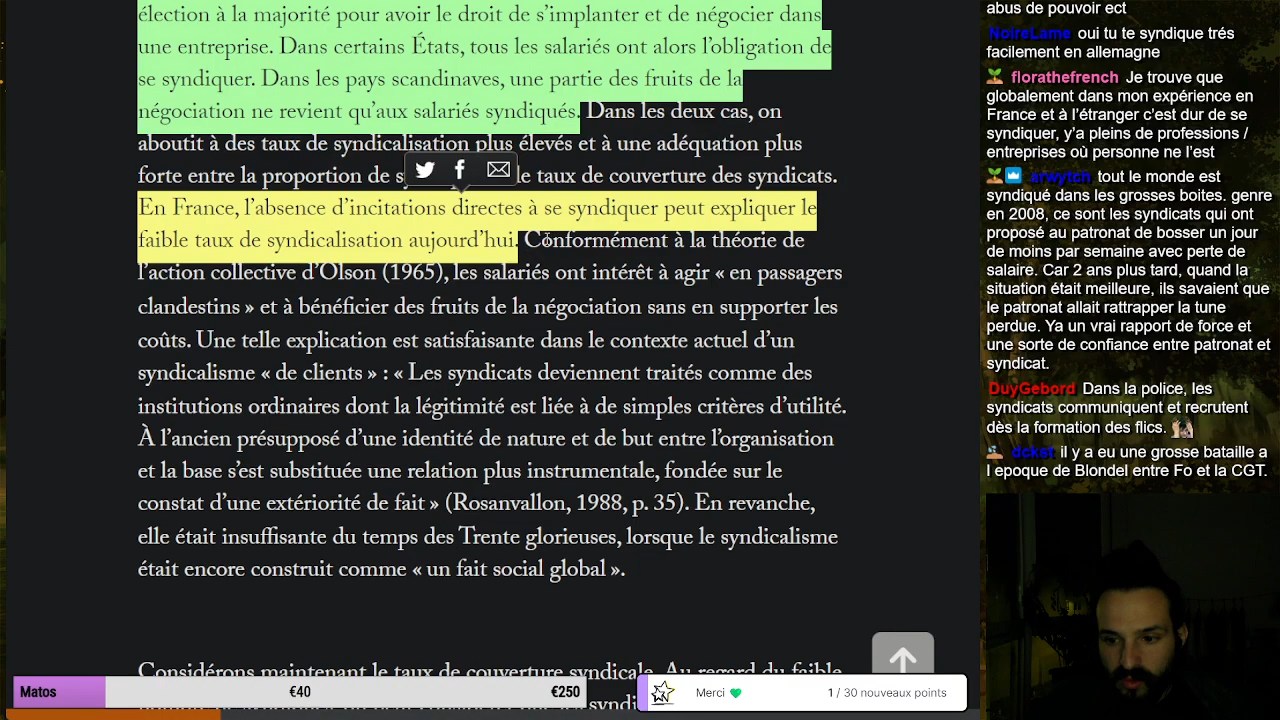 élection à la majorité pour avoir le droit de s’implanter et de négocier dans
une entreprise. Dans certains États, tous les salariés ont alors l’obligation de
se syndiquer. Dans les pays scandinaves, une partie des fruits de la
négociation ne revient qu’aux salariés syndiqués. Dans les deux cas, on
aboutit à des taux de syndicalisation plus élevés et à une adéquation plus
forte entre la proportion de le taux de couverture des syndicats.
En France, l’absence d’incitations directes à se syndiquer peut expliquer le
faible taux de syndicalisation aujourd’hui. Conformément à la théorie de
l’action collective d’Olson (1965), les salariés ont intérêt à agir « en passagers
clandestins » et à bénéficier des fruits de la négociation sans en supporter les
coûts. Une telle explication est satisfaisante dans le contexte actuel d’un
syndicalisme « de clients » : « Les syndicats deviennent traités comme des
institutions ordinaires dont la légitimité est liée à de simples critères d’utilité.
À l’ancien présupposé d’une identité de nature et de but entre l’organisation
et la base s’est substituée une relation plus instrumentale, fondée sur le
constat d’une extériorité de fait » (Rosanvallon, 1988, p. 35). En revanche,
elle était insuffisante du temps des Trente glorieuses, lorsque le syndicalisme
était encore construit comme « un fait social global ».
Considérons maintenant le taux de couverture syndicale. Au regard du faible
Matos €40 €250
Merci 1 / 30 nouveaux points
abus de pouvoir ect
NoireLame oui tu te syndique trés
facilement en allemagne
florathefrench Je trouve que
globalement dans mon expérience en
France et à l’étranger c’est dur de se
syndiquer, y’a pleins de professions /
entreprises où personne ne l’est
arwytch tout le monde est
syndiqué dans les grosses boites. genre
en 2008, ce sont les syndicats qui ont
proposé au patronat de bosser un jour
de moins par semaine avec perte de
salaire. Car 2 ans plus tard, quand la
situation était meilleure, ils savaient que
le patronat allait rattrapper la tune
perdue. Ya un vrai rapport de force et
une sorte de confiance entre patronat et
syndicat.
DuyGebord Dans la police, les
syndicats communiquent et recrutent
dès la formation des flics.
dckst il y a eu une grosse bataille a
l epoque de Blondel entre Fo et la CGT.